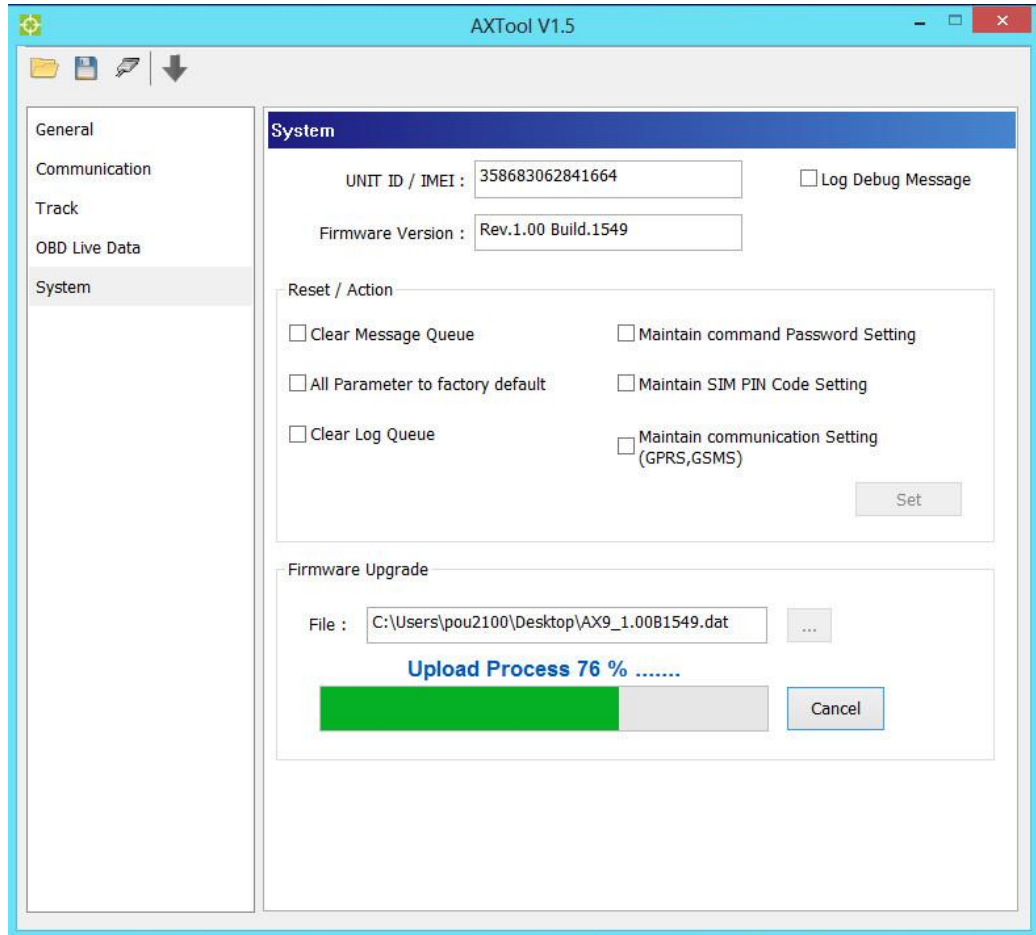 AXTool V1.5
General
Communication
Track
OBD Live Data
System
System
UNIT ID / IMEI : 358683062841664
Log Debug Message
Firmware Version : Rev.1.00 Build.1549
Reset / Action
Clear Message Queue
Maintain command Password Setting
All Parameter to factory default
Maintain SIM PIN Code Setting
Clear Log Queue
Maintain communication Setting
(GPRS,GSMS)
Set
Firmware Upgrade
File : C:\Users\pou2100\Desktop\AX9_1.00B1549.dat
...
Upload Process 76 % .......
Cancel